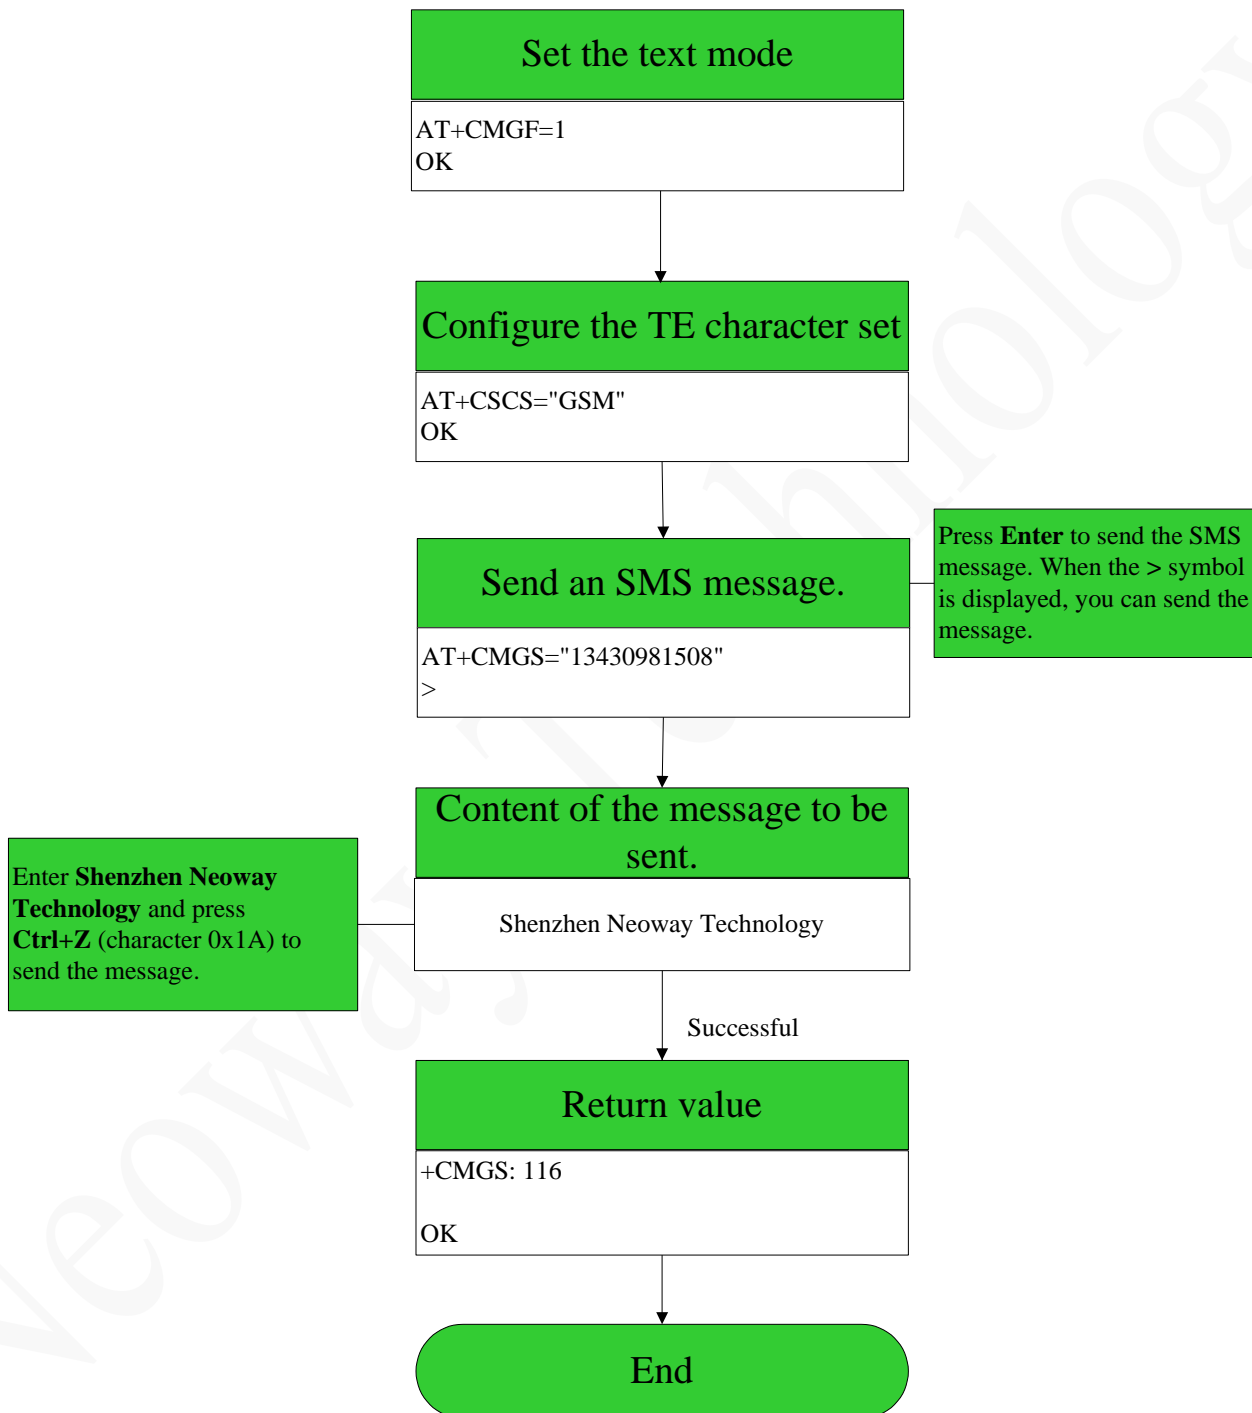 Set the text mode
AT+CMGF=1
OK
Configure the TE character set
AT+CSCS="GSM"
OK
Send an SMS message.
AT+CMGS="13430981508"
>
Press Enter to send the SMS
message. When the > symbol
is displayed, you can send the
message.
Content of the message to be
sent.
Shenzhen Neoway Technology
Enter Shenzhen Neoway
Technology and press
Ctrl+Z (character 0x1A) to
send the message.
Successful
Return value
+CMGS: 116
OK
End
Neoway Technology